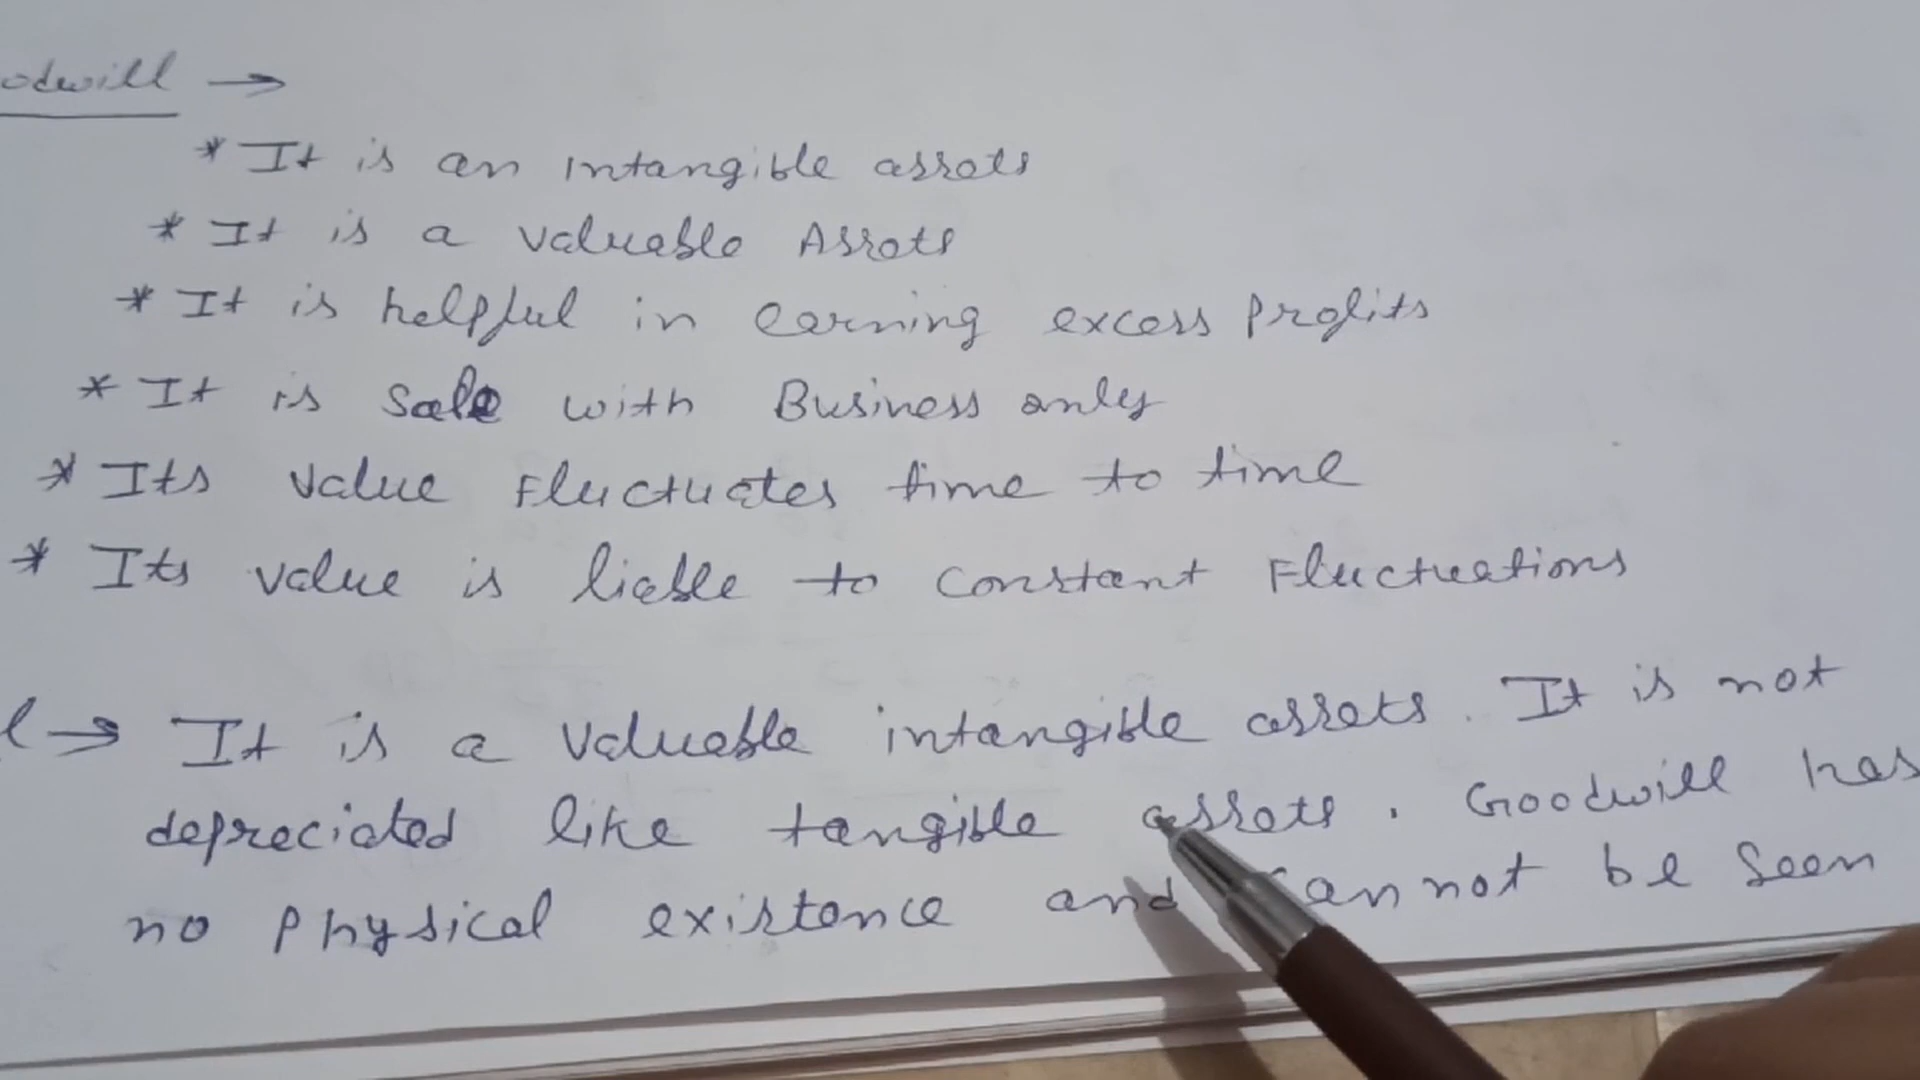 odwill →
* It is an Intangible assets
* It is a Valuable Assets
* It is helpful in earning excess Profits
* It is Sale with Business only
* Its value Fluctuates time to time
* Its value is liable to constant Fluctuations
l → It is a Valuable intangible assets. It is not
depreciated like tangible assets. Goodwill has
no physical existence and cannot be Seen